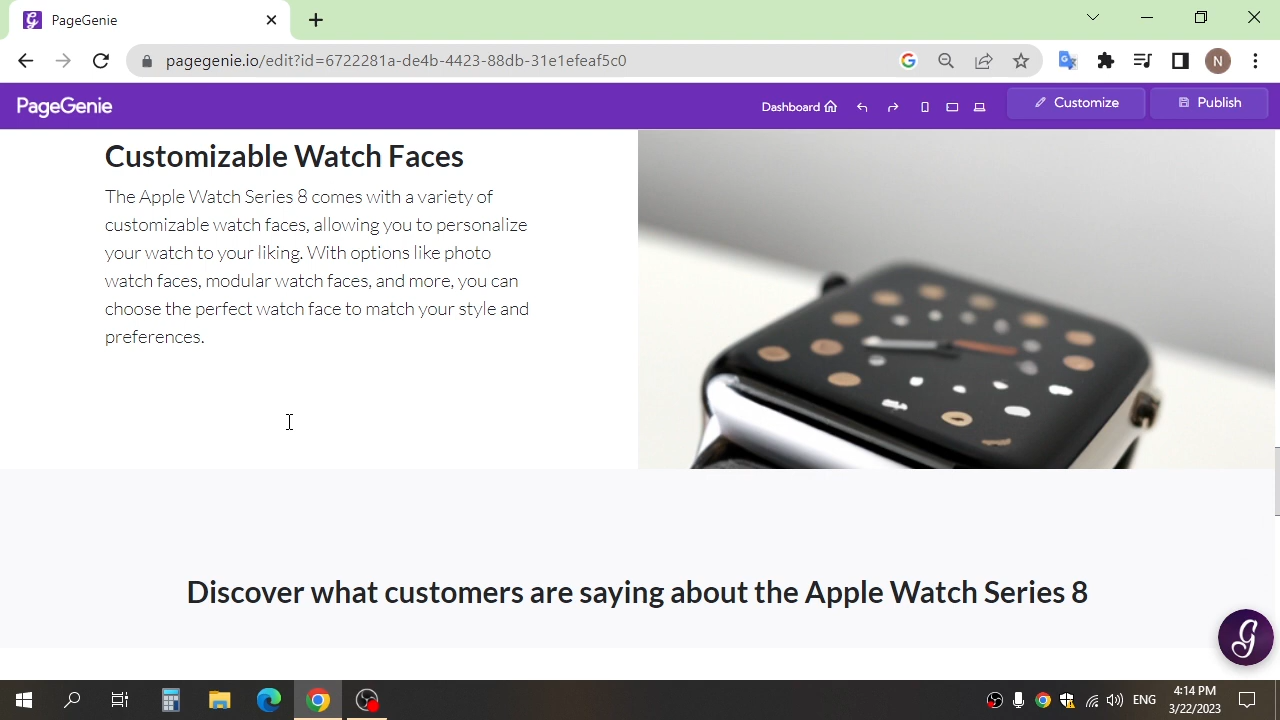 PageGenie
pagegenie.io/edit?id=6722281a-de4b-4423-88db-31e1efeaf5c0
N
PageGenie
Dashboard
Customize
Publish
Customizable Watch Faces
The Apple Watch Series 8 comes with a variety of
customizable watch faces, allowing you to personalize
your watch to your liking. With options like photo
watch faces, modular watch faces, and more, you can
choose the perfect watch face to match your style and
preferences.
Discover what customers are saying about the Apple Watch Series 8
ENG
4:14 PM
3/22/2023